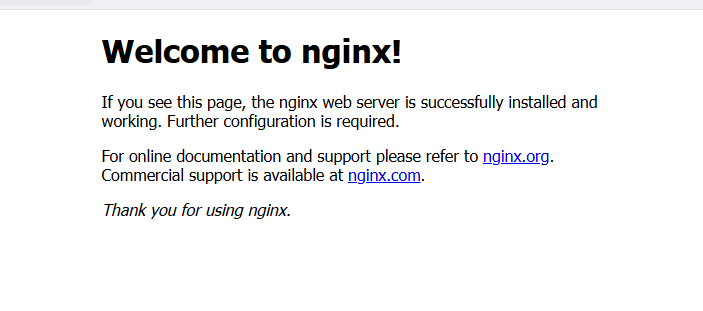 Welcome to nginx!
If you see this page, the nginx web server is successfully installed and
working. Further configuration is required.
For online documentation and support please refer to nginx.org.
Commercial support is available at nginx.com.
Thank you for using nginx.